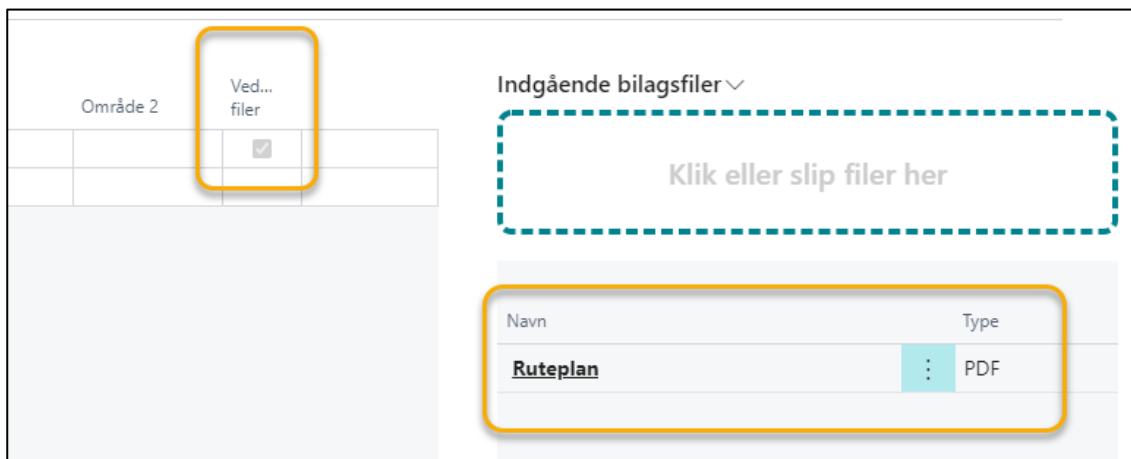 Område 2
Ved...
filer
Indgående bilagsfiler
Klik eller slip filer her
Navn Type
Ruteplan PDF